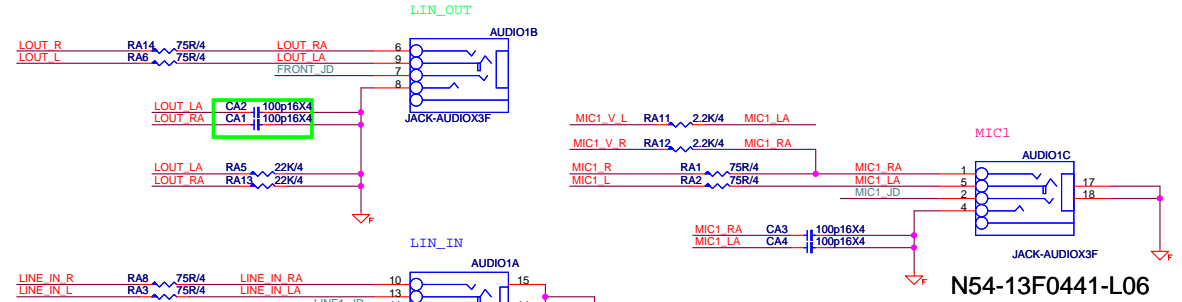 LIN_OUT
AUDIO1B
LOUT_R RA14 75R/4 LOUT_RA 6
LOUT_L RA6 75R/4 LOUT_LA 9
FRONT_JD 7
8
LOUT_LA CA2 100p16X4
LOUT_RA CA1 100p16X4
JACK-AUDIOX3F
LOUT_LA RA5 22K/4
LOUT_RA RA13 22K/4
F
MIC1_V_L RA11 2.2K/4 MIC1_LA
MIC1_V_R RA12 2.2K/4 MIC1_RA
MIC1
AUDIO1C
MIC1_R RA1 75R/4 MIC1_RA 1
MIC1_L RA2 75R/4 MIC1_LA 5 17
MIC1_JD 2 18
4
MIC1_RA CA3 100p16X4
MIC1_LA CA4 100p16X4
JACK-AUDIOX3F
F
F
N54-13F0441-L06
LIN_IN
AUDIO1A
LINE_IN_R RA8 75R/4 LINE_IN_RA 10 15
LINE_IN_L RA3 75R/4 LINE_IN_LA 13